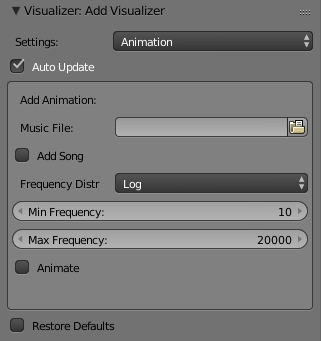 Visualizer: Add Visualizer
Settings: Animation
Auto Update
Add Animation:
Music File:
Add Song
Frequency Distr Log
Min Frequency: 10
Max Frequency: 20000
Animate
Restore Defaults